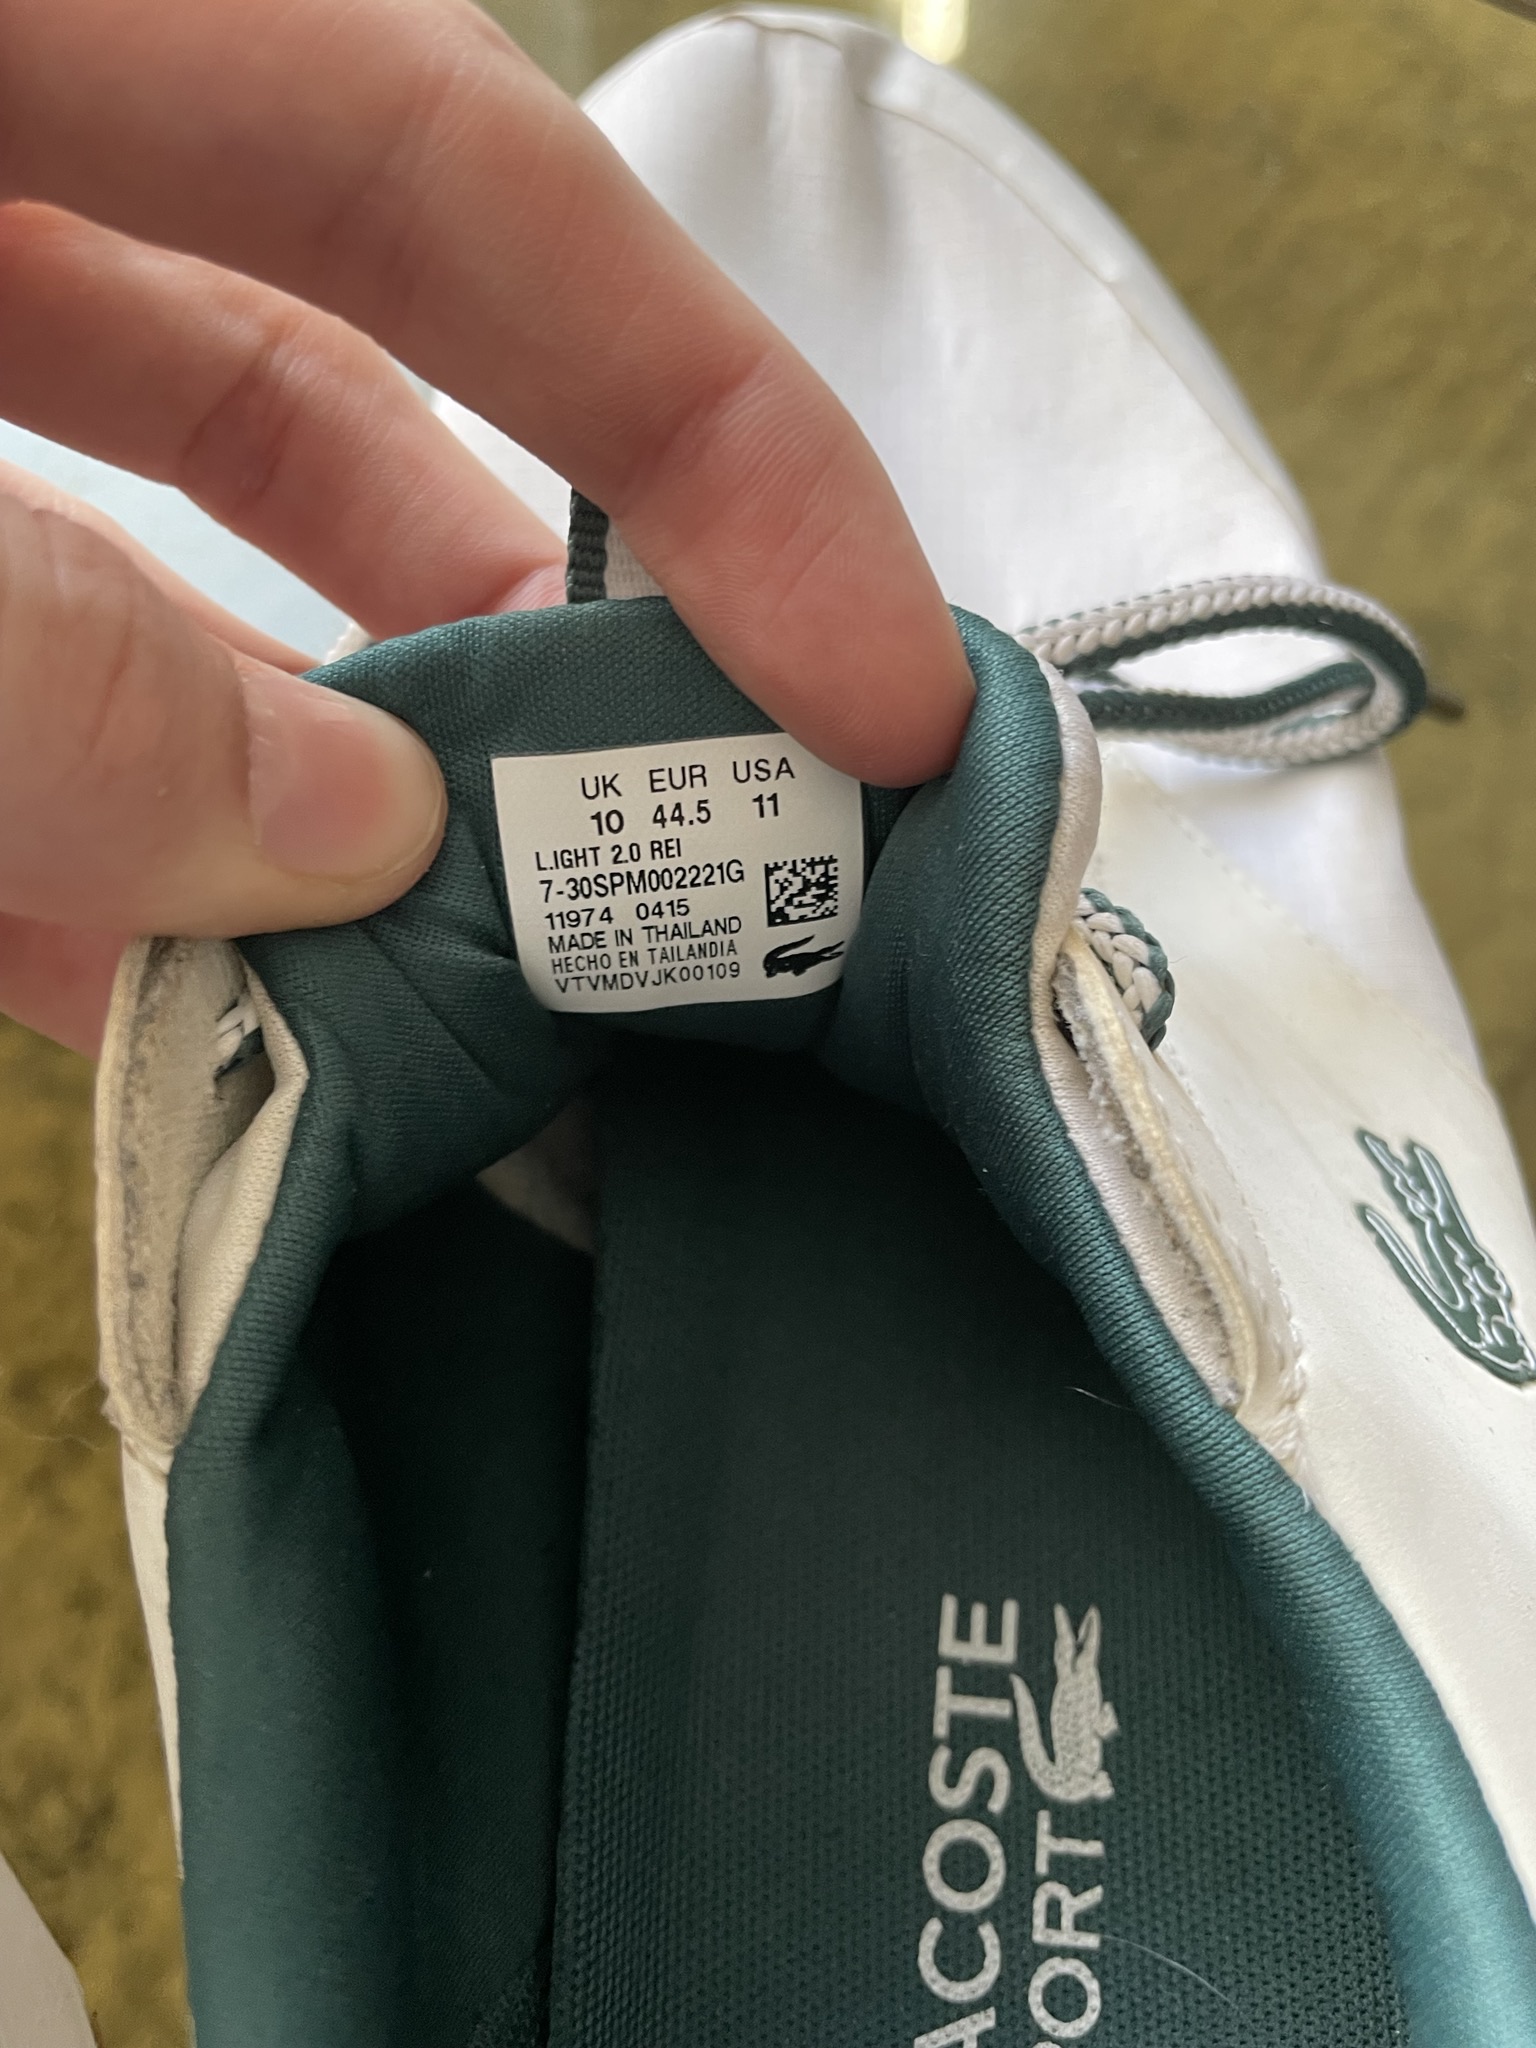 UK EUR USA
10 44.5 11
L.IGHT 2.0 REI
7-30SPM002221G
11974 0415
MADE IN THAILAND
HECHO EN TAILANDIA
VTVMDVJK00109
ACOSTE
PORT